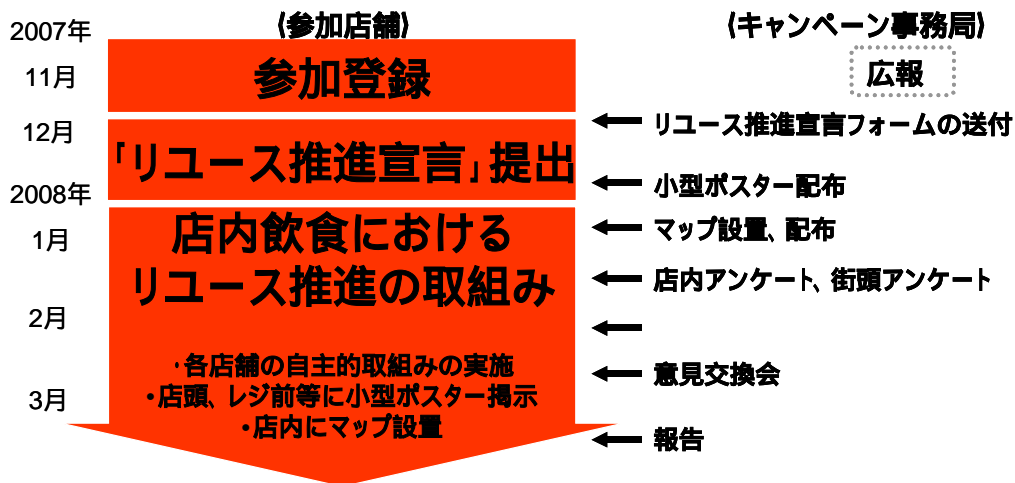 2007年
(参加店舗)
(キャンペーン事務局)
11月
参加登録
広報
12月
リユース推進宣言フォームの送付
「リユース推進宣言」提出
小型ポスター配布
2008年
1月
店内飲食における
リユース推進の取組み
マップ設置、配布
店内アンケート、街頭アンケート
2月
・各店舗の自主的取組みの実施
・店頭、レジ前等に小型ポスター掲示
・店内にマップ設置
意見交換会
3月
報告